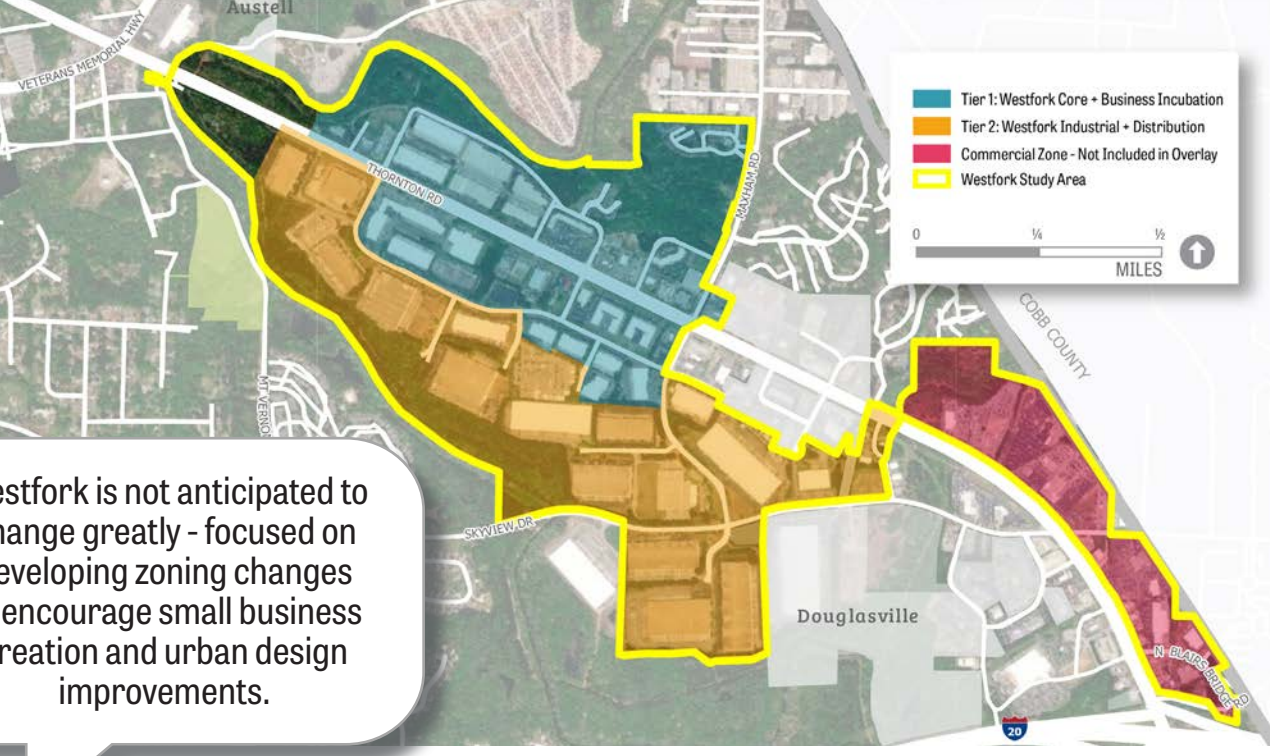 Austell
VETERANS MEMORIAL HWY
THORNTON RD
MAXHAM RD
Tier 1: Westfork Core + Business Incubation
Tier 2: Westfork Industrial + Distribution
Commercial Zone - Not Included in Overlay
Westfork Study Area
0 ¼ ½
MILES
COBB COUNTY
MT VERNO
SKYVIEW DR
Douglasville
N BLAIRS BRIDGE RD
20
estfork is not anticipated to
hange greatly - focused on
eveloping zoning changes
encourage small business
reation and urban design
improvements.